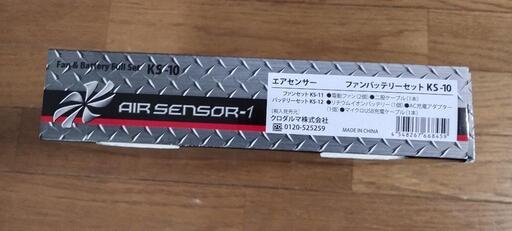 Fan & Battery Full Set KS-10
AIR SENSOR-1
エアセンサー ファンバッテリーセット KS-10
ファンセット KS-11 ●電動ファン(2個) ●二股ケーブル(1本)
バッテリーセット KS-12 ●リチウムイオンバッテリー(1個) ●AC充電アダプター
(1個) ●マイクロUSB充電ケーブル(1本)
クロダルマ株式会社
0120-525259
MADE IN CHINA
4 548267 668459